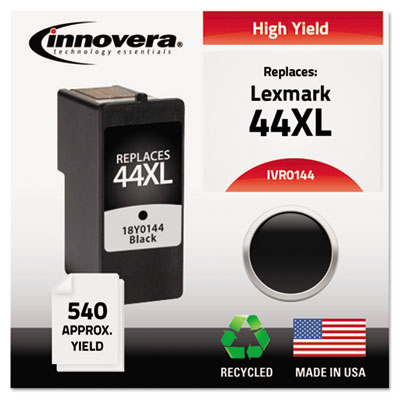 innovera®
technology essentials
High Yield
Replaces:
Lexmark
44XL
IVR0144
REPLACES
44XL
18Y0144
Black
540
APPROX.
YIELD
RECYCLED
MADE IN USA